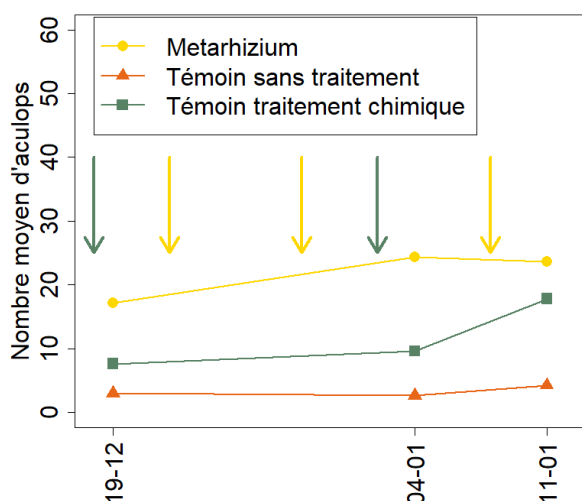 Metarhizium
Témoin sans traitement
Témoin traitement chimique
Nombre moyen d'aculops
60
50
40
30
20
10
0
19-12
04-01
11-01